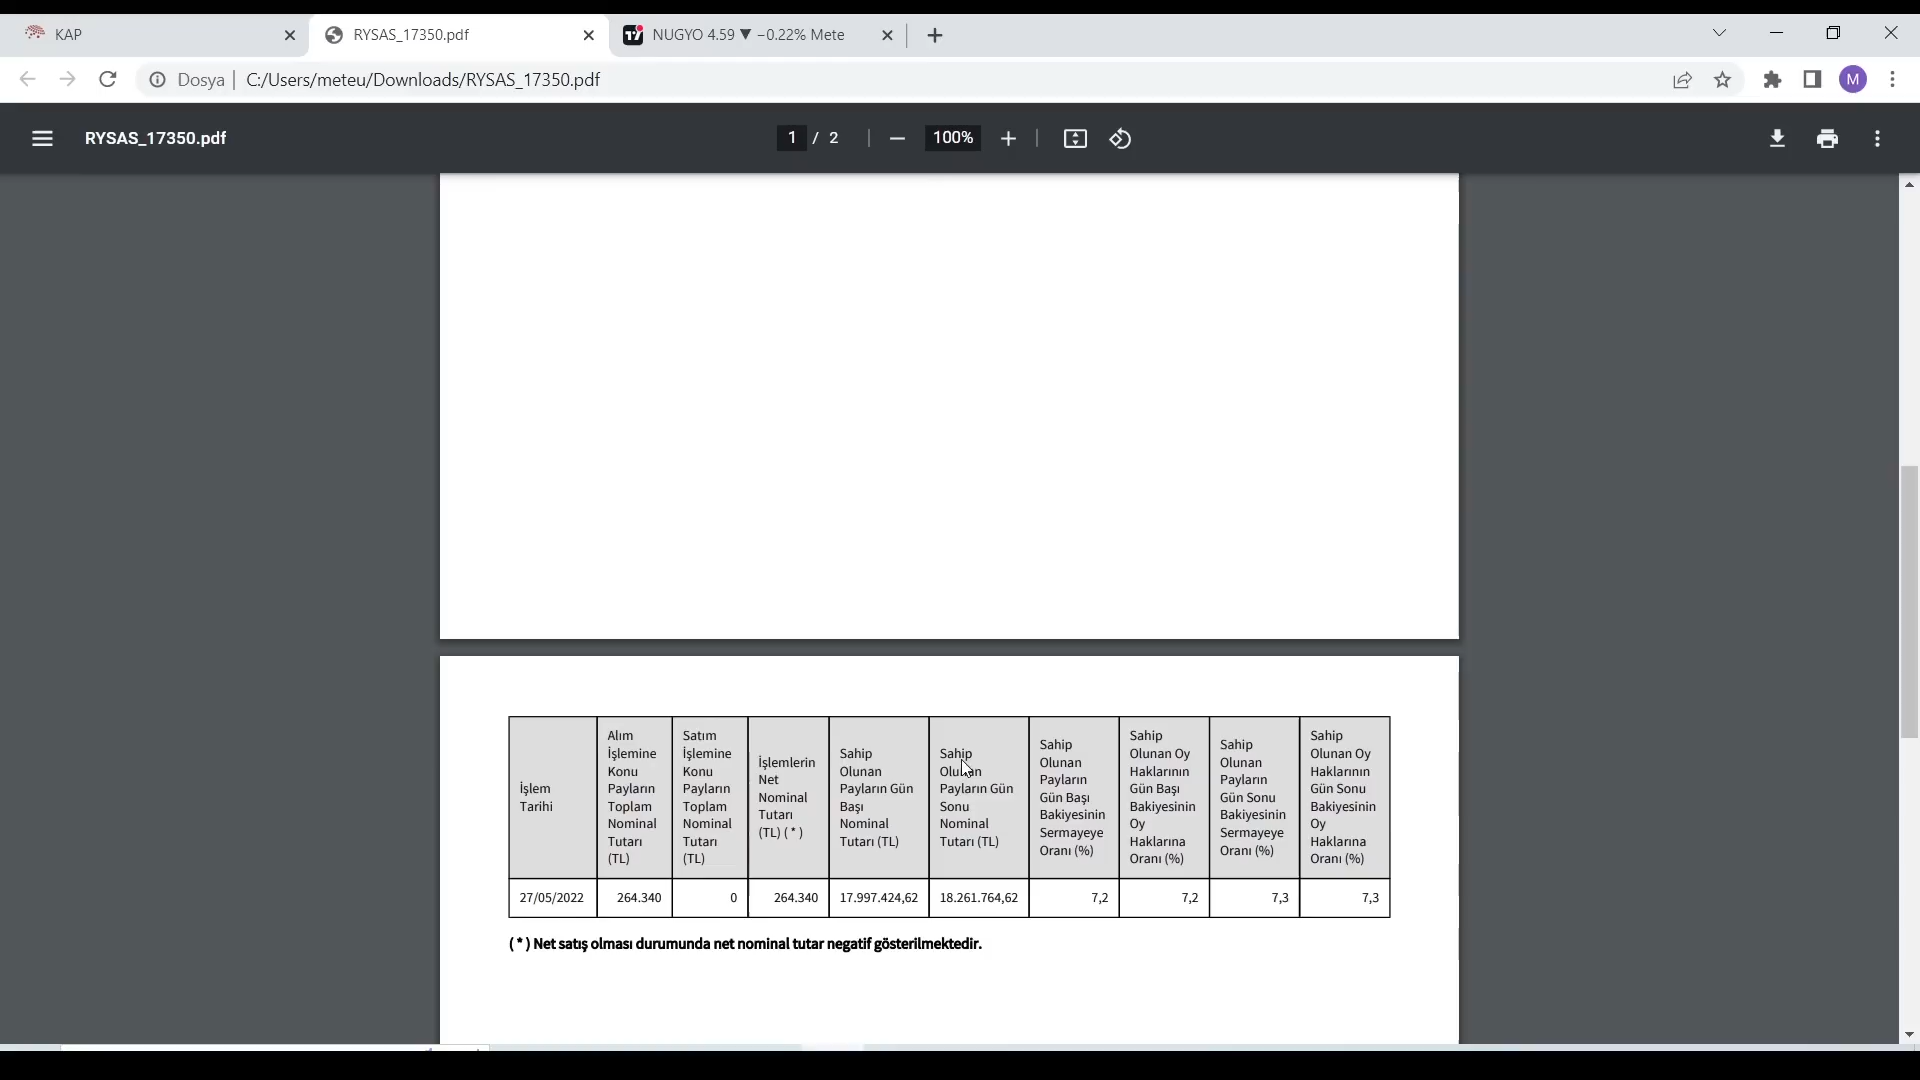 KAP
RYSAS_17350.pdf
NUGYO 4.59 ▼ −0.22% Mete
Dosya | C:/Users/meteu/Downloads/RYSAS_17350.pdf
M
RYSAS_17350.pdf
1 / 2
100%
İşlem
Tarihi
Alım
İşlemine
Konu
Payların
Toplam
Nominal
Tutarı
(TL)
Satım
İşlemine
Konu
Payların
Toplam
Nominal
Tutarı
(TL)
İşlemlerin
Net
Nominal
Tutarı
(TL) ( * )
Sahip
Olunan
Payların Gün
Başı
Nominal
Tutarı (TL)
Sahip
Olunan
Payların Gün
Sonu
Nominal
Tutarı (TL)
Sahip
Olunan
Payların
Gün Başı
Bakiyesinin
Sermayeye
Oranı (%)
Sahip
Olunan Oy
Haklarının
Gün Başı
Bakiyesinin
Oy
Haklarına
Oranı (%)
Sahip
Olunan
Payların
Gün Sonu
Bakiyesinin
Sermayeye
Oranı (%)
Sahip
Olunan Oy
Haklarının
Gün Sonu
Bakiyesinin
Oy
Haklarına
Oranı (%)
27/05/2022 264.340 0 264.340 17.997.424,62 18.261.764,62 7,2 7,2 7,3 7,3
( * ) Net satış olması durumunda net nominal tutar negatif gösterilmektedir.